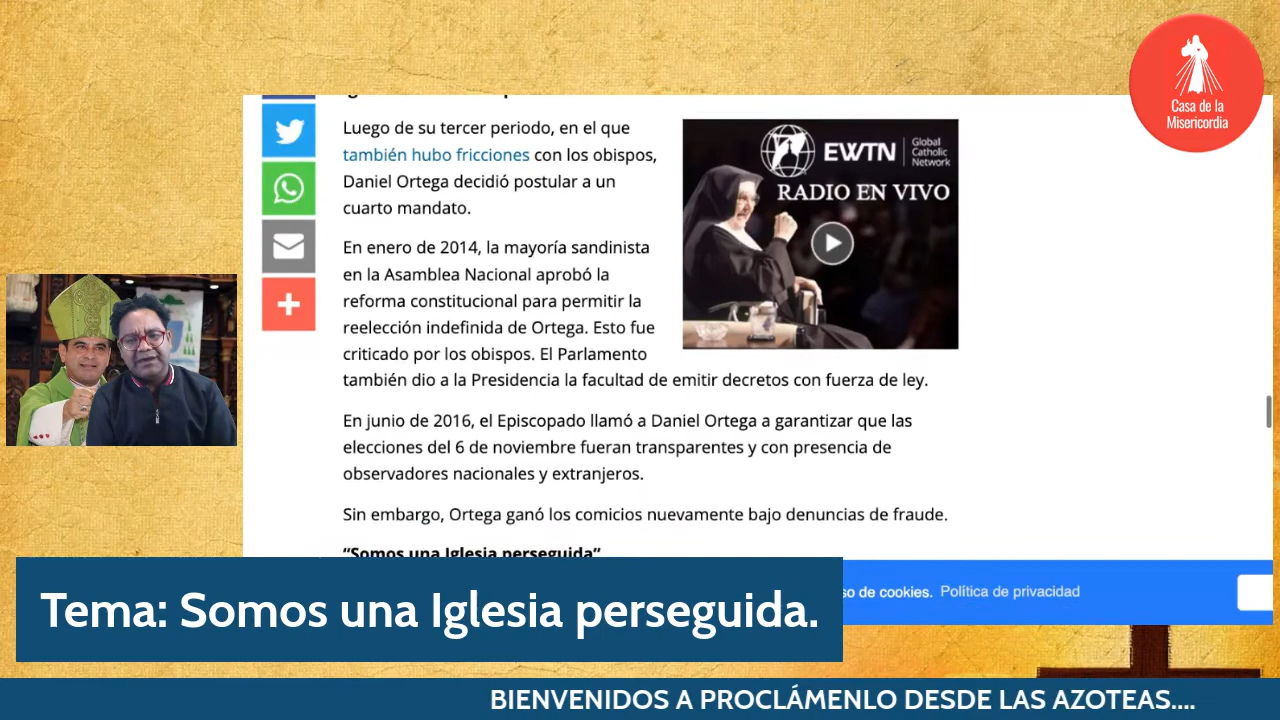 Casa de la
Misericordia
Luego de su tercer periodo, en el que
también hubo fricciones con los obispos,
Daniel Ortega decidió postular a un
cuarto mandato.
EWTN
Global
Catholic
Network
RADIO EN VIVO
En enero de 2014, la mayoría sandinista
en la Asamblea Nacional aprobó la
reforma constitucional para permitir la
reelección indefinida de Ortega. Esto fue
criticado por los obispos. El Parlamento
también dio a la Presidencia la facultad de emitir decretos con fuerza de ley.
En junio de 2016, el Episcopado llamó a Daniel Ortega a garantizar que las
elecciones del 6 de noviembre fueran transparentes y con presencia de
observadores nacionales y extranjeros.
Sin embargo, Ortega ganó los comicios nuevamente bajo denuncias de fraude.
“Somos una Iglesia perseguida”
so de cookies. Política de privacidad
Tema: Somos una Iglesia perseguida.
BIENVENIDOS A PROCLÁMENLO DESDE LAS AZOTEAS....